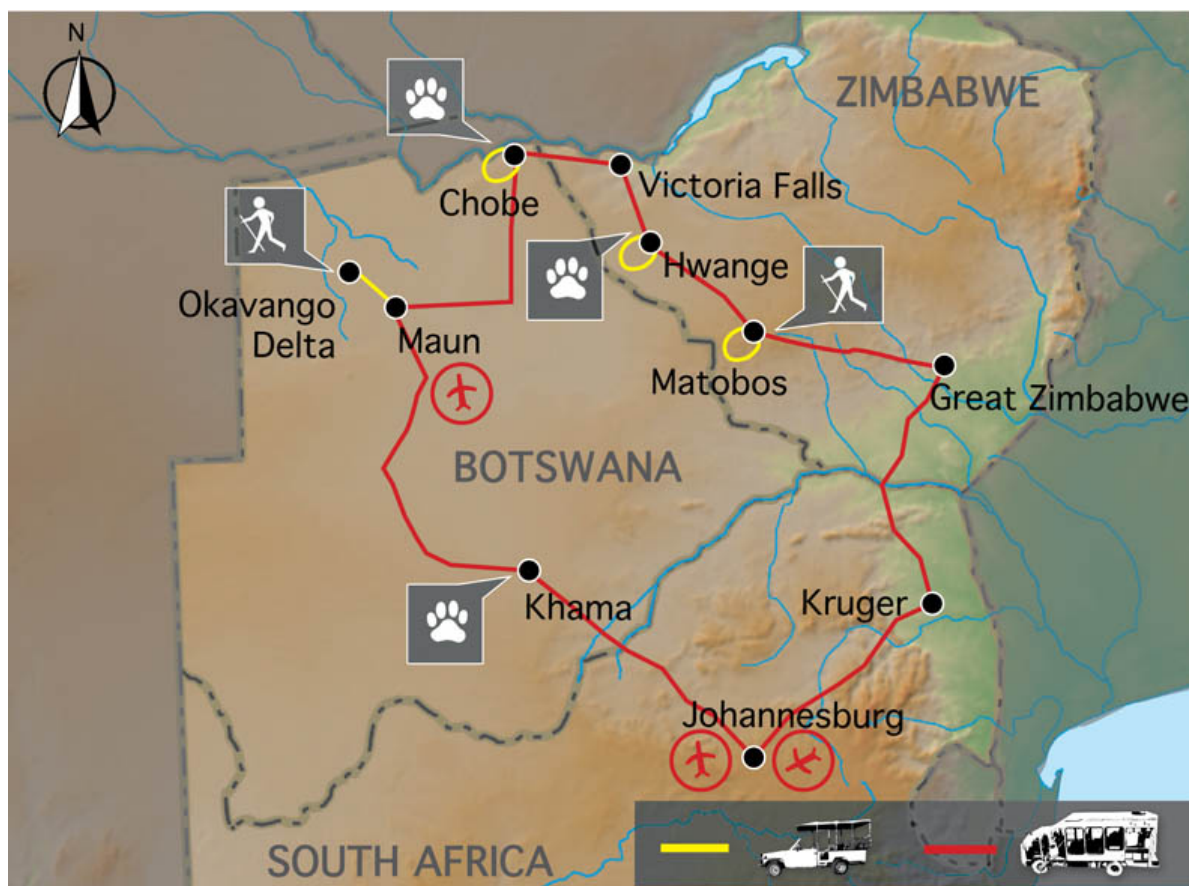 N
ZIMBABWE
Chobe
Victoria Falls
Hwange
Okavango
Delta
Maun
Matobos
Great Zimbabwe
BOTSWANA
Khama
Kruger
Johannesburg
SOUTH AFRICA